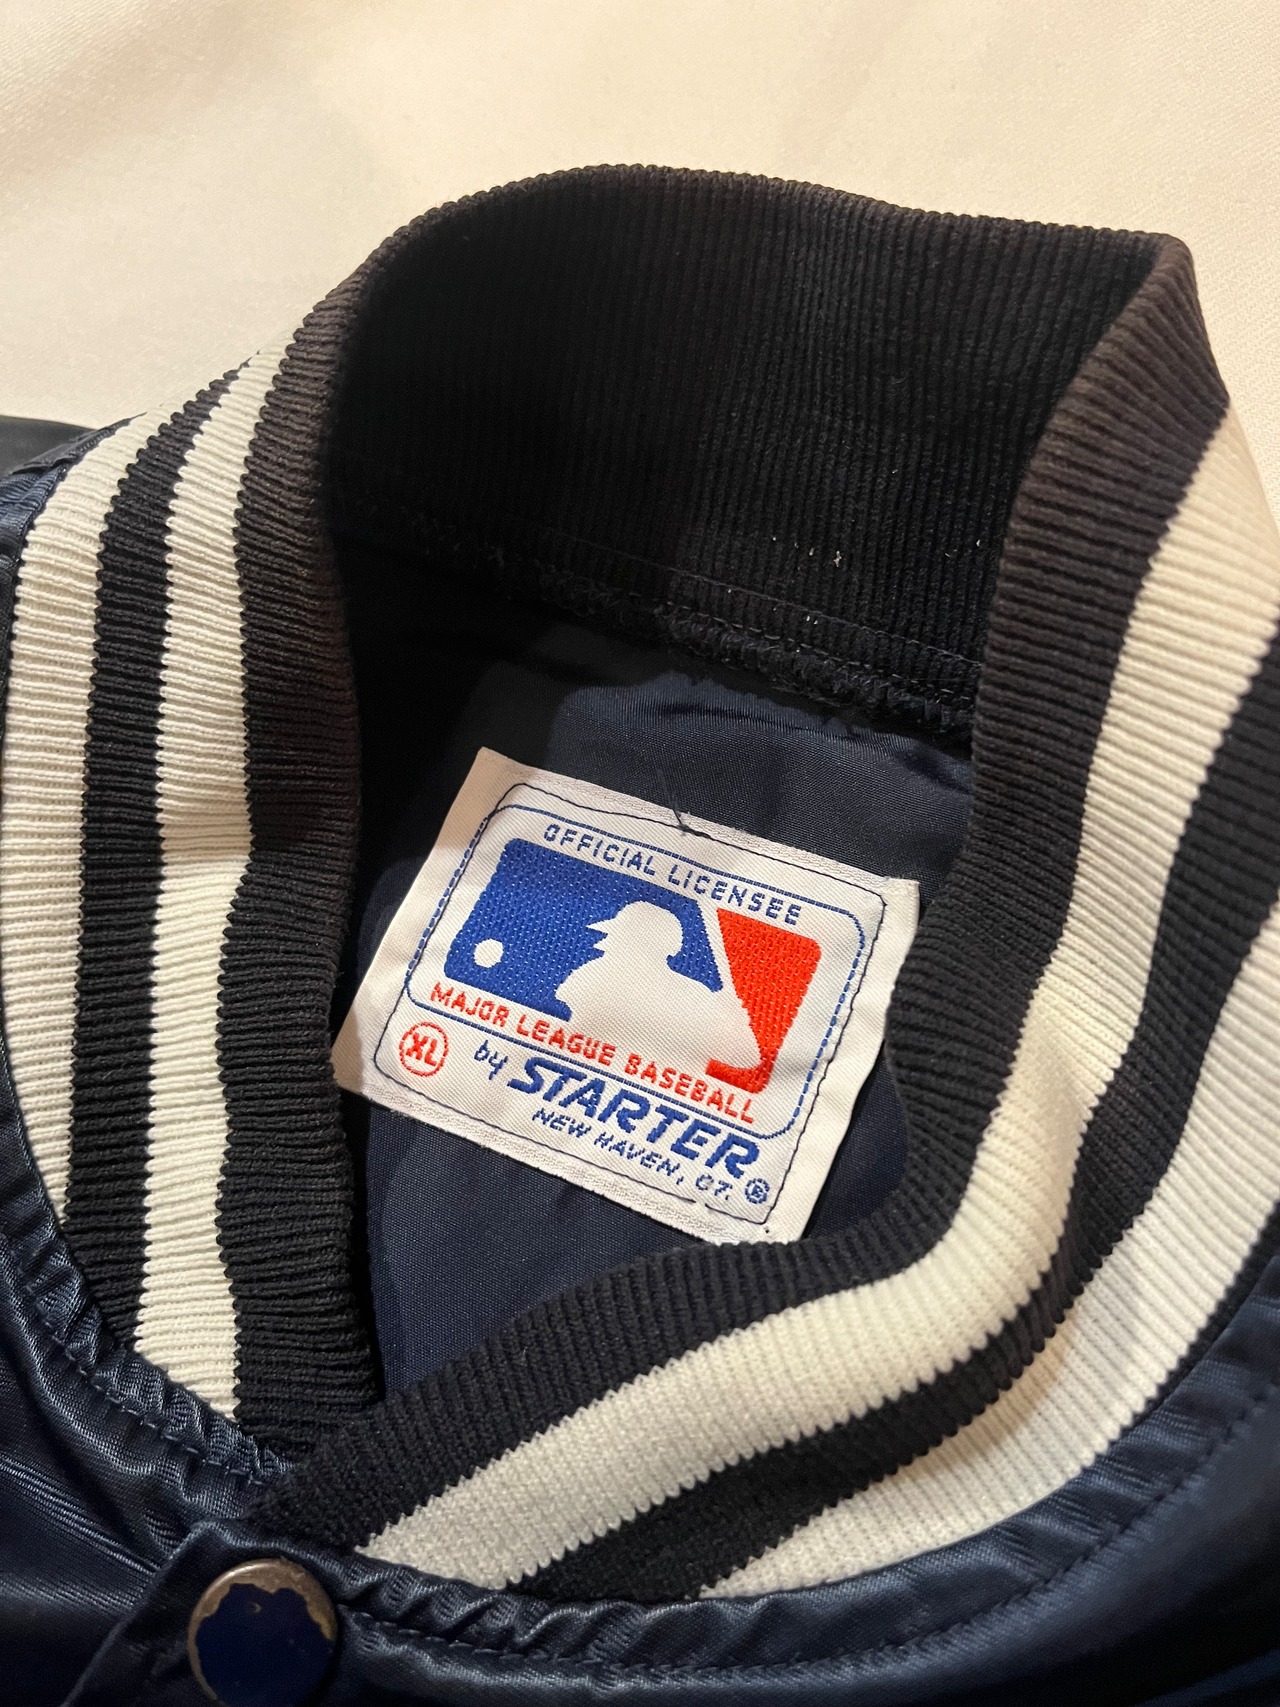 OFFICIAL LICENSEE
MAJOR LEAGUE BASEBALL
XL
by STARTER®
NEW HAVEN, CT.